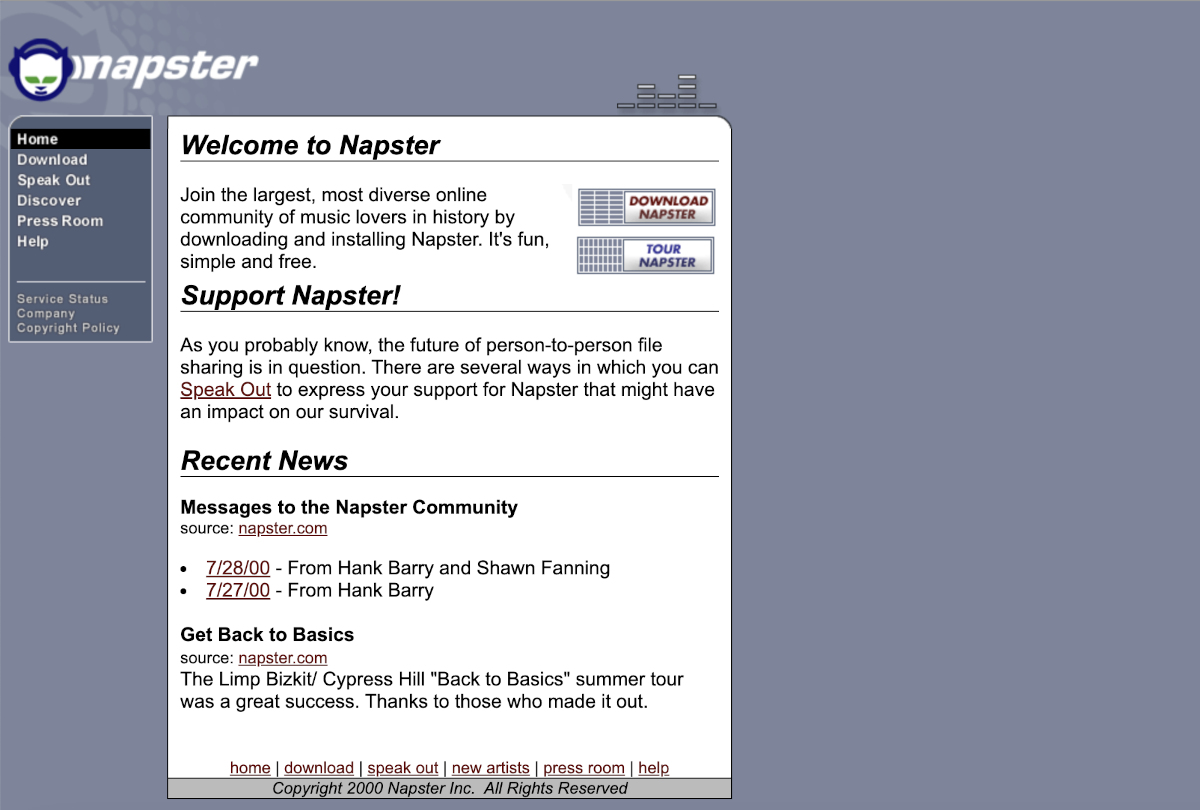 napster
Home
Download
Speak Out
Discover
Press Room
Help
Service Status
Company
Copyright Policy
Welcome to Napster
Join the largest, most diverse online
community of music lovers in history by
downloading and installing Napster. It's fun,
simple and free.
DOWNLOAD
NAPSTER
TOUR
NAPSTER
Support Napster!
As you probably know, the future of person-to-person file
sharing is in question. There are several ways in which you can
Speak Out to express your support for Napster that might have
an impact on our survival.
Recent News
Messages to the Napster Community
source: napster.com
• 7/28/00 - From Hank Barry and Shawn Fanning
• 7/27/00 - From Hank Barry
Get Back to Basics
source: napster.com
The Limp Bizkit/ Cypress Hill "Back to Basics" summer tour
was a great success. Thanks to those who made it out.
home | download | speak out | new artists | press room | help
Copyright 2000 Napster Inc. All Rights Reserved